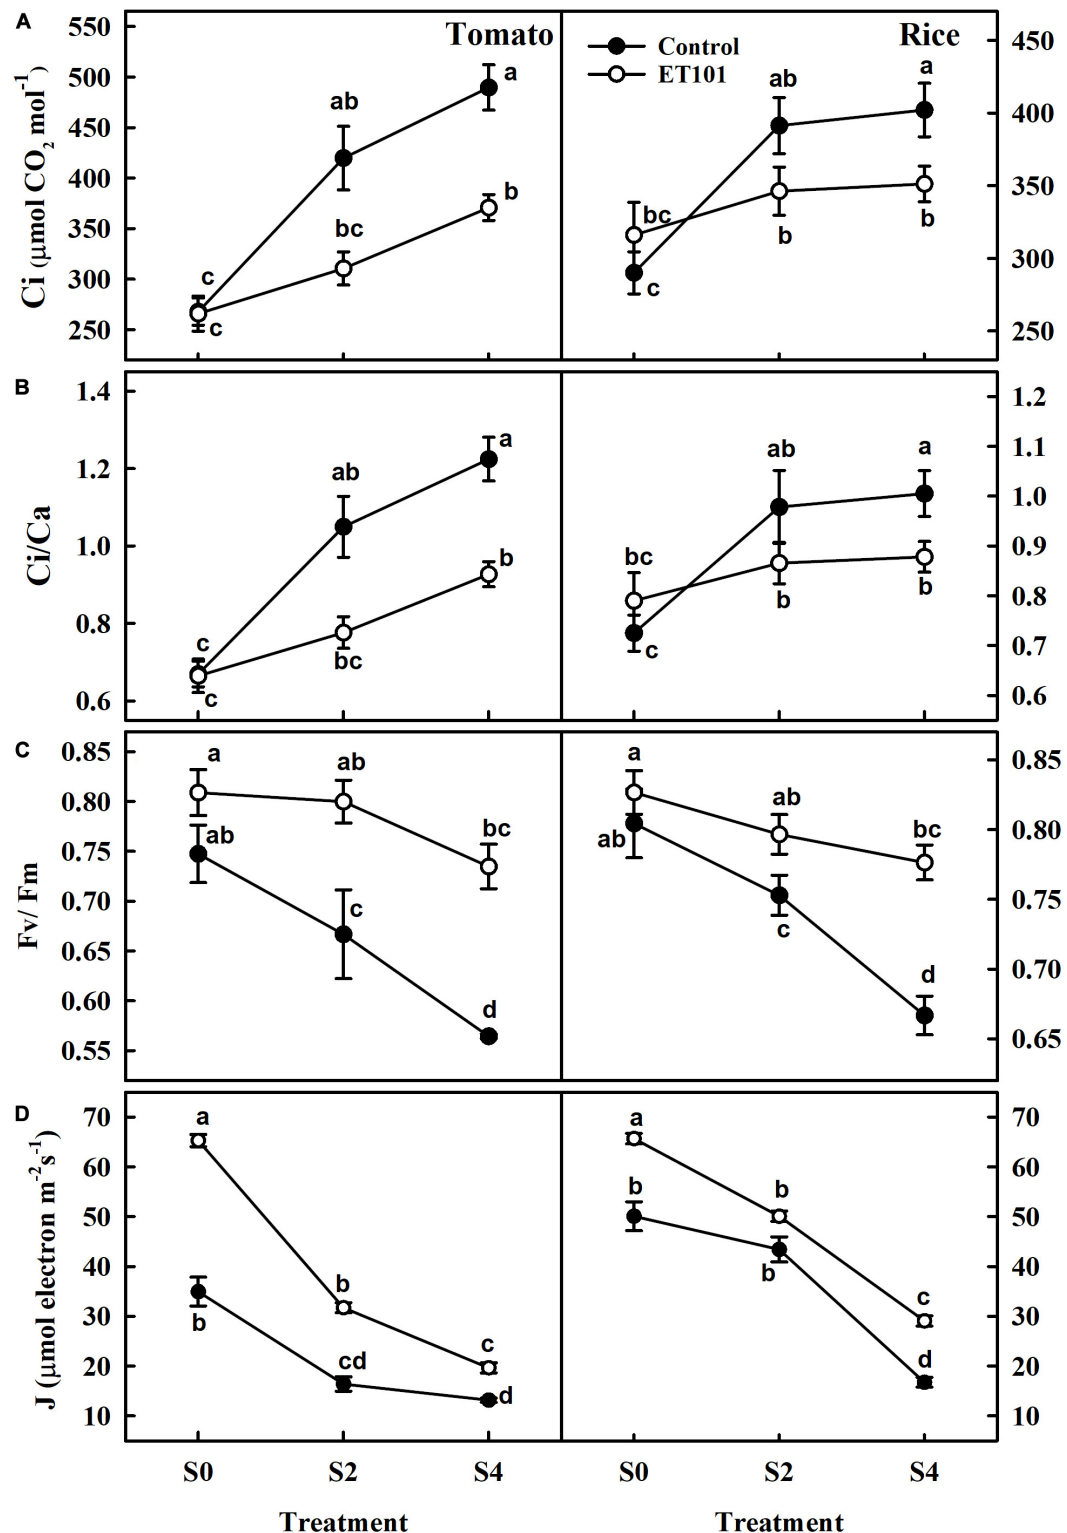 A
Tomato
Rice
Control
ET101
Ci (µmol CO2 mol-1)
550
500
450
400
350
300
250
450
400
350
300
250
c
c
ab
bc
a
b
bc
c
ab
b
a
b
B
Ci/Ca
1.4
1.2
1.0
0.8
0.6
1.2
1.1
1.0
0.9
0.8
0.7
0.6
c
c
ab
bc
a
b
bc
c
ab
b
a
b
C
Fv/ Fm
0.85
0.80
0.75
0.70
0.65
0.60
0.55
0.85
0.80
0.75
0.70
0.65
a
ab
ab
c
bc
d
a
ab
ab
c
bc
d
D
J (µmol electron m-2s-1)
70
60
50
40
30
20
10
70
60
50
40
30
20
10
a
b
b
cd
c
d
a
b
b
b
c
d
S0 S2 S4 S0 S2 S4
Treatment Treatment